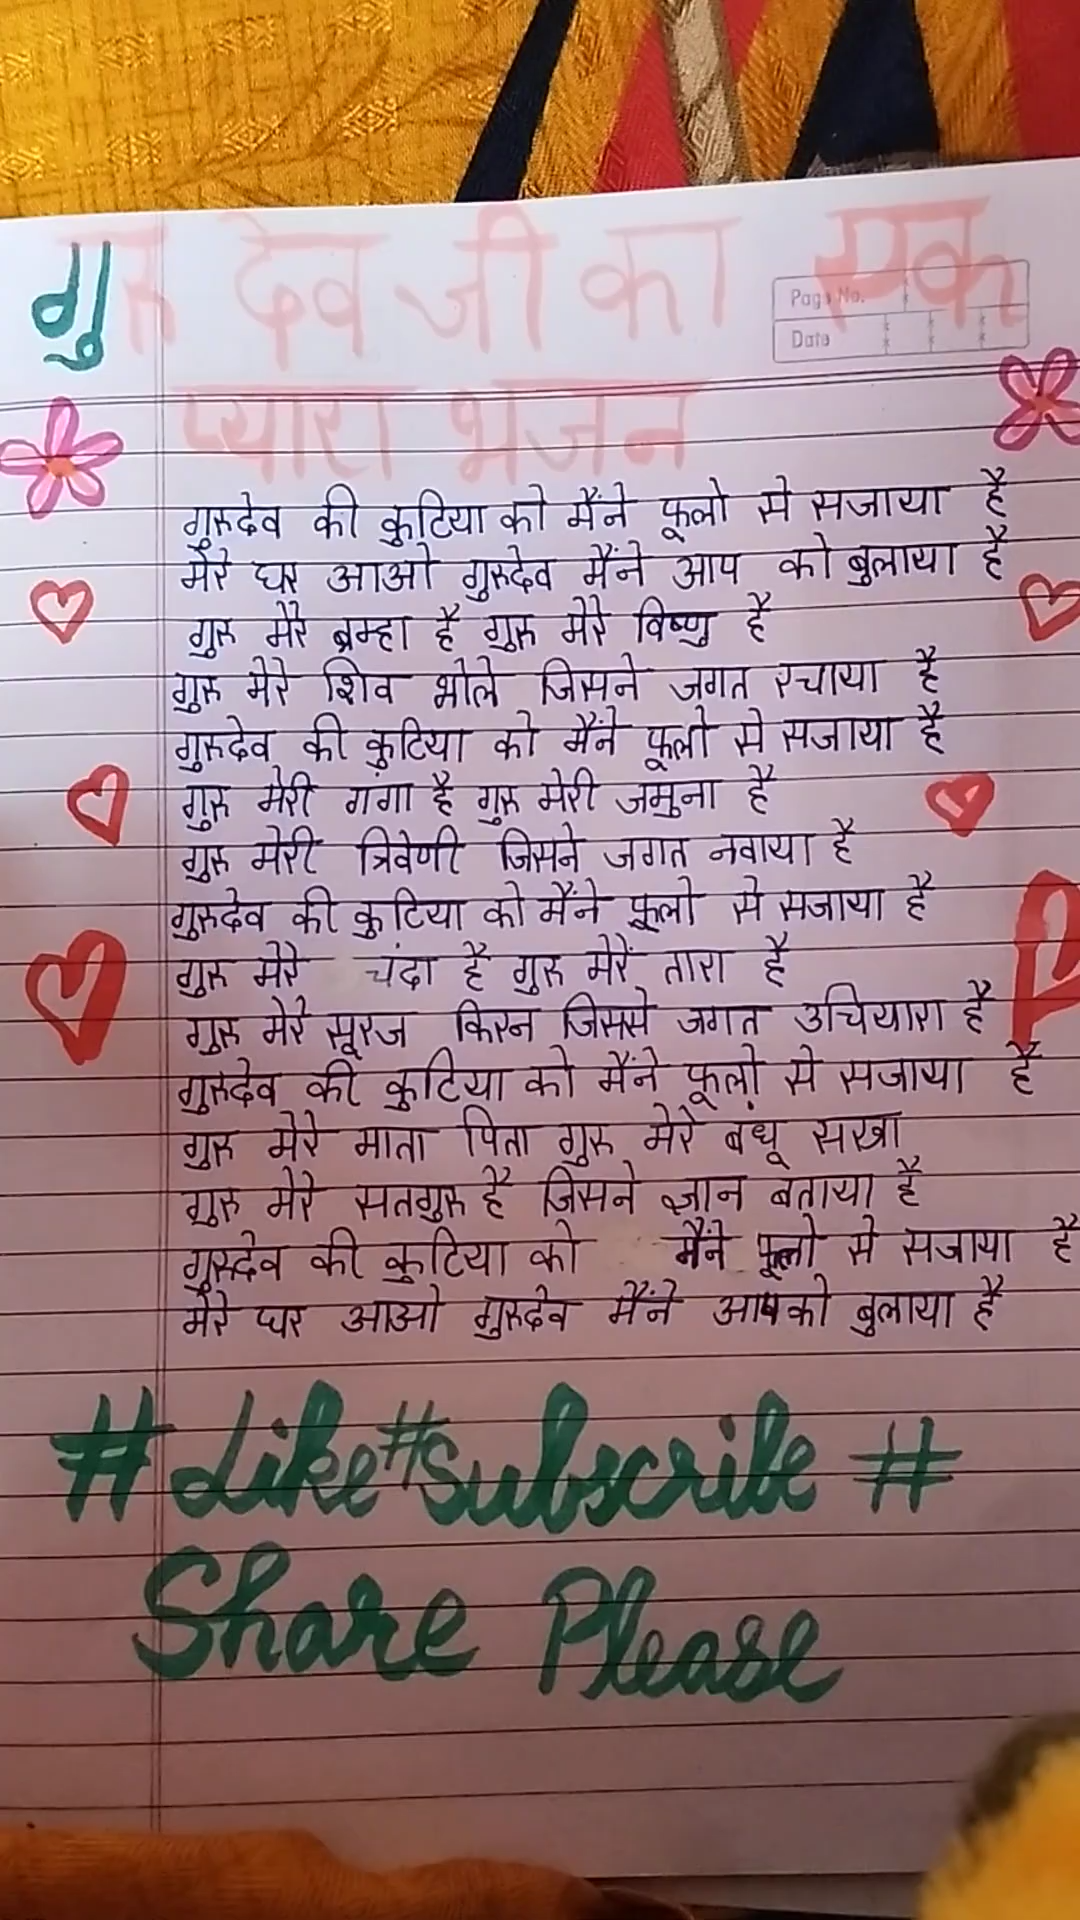 गुरु देव जी का एक
Page No.
Date
प्यारा भजन
गुरुदेव की कुटिया को मैंने फूलो से सजाया है
मेरे घर आओ गुरुदेव मैंने आप को बुलाया है
गुरु मेरे ब्रम्हा है गुरु मेरे विष्णु है
गुरु मेरे शिव भोले जिसने जगत रचाया है
गुरुदेव की कुटिया को मैंने फूलो से सजाया है
गुरु मेरी गंगा है गुरु मेरी जमुना है
गुरु मेरी त्रिवेणी जिसने जगत नवाया है
गुरुदेव की कुटिया को मैंने फूलो से सजाया है
गुरु मेरे चंदा है गुरु मेरें तारा है
गुरु मेरे सूरज किरन जिससे जगत उचियारा है
गुरुदेव की कुटिया को मैंने फूलो से सजाया है
गुरु मेरे माता पिता गुरु मेरे बंधू सखा
गुरु मेरे सतगुरु है जिसने ज्ञान बताया है
गुरुदेव की कुटिया को मैंने फूलो से सजाया है
मेरे घर आओ गुरुदेव मैंने आपको बुलाया है
# Like # Subscribe #
Share Please